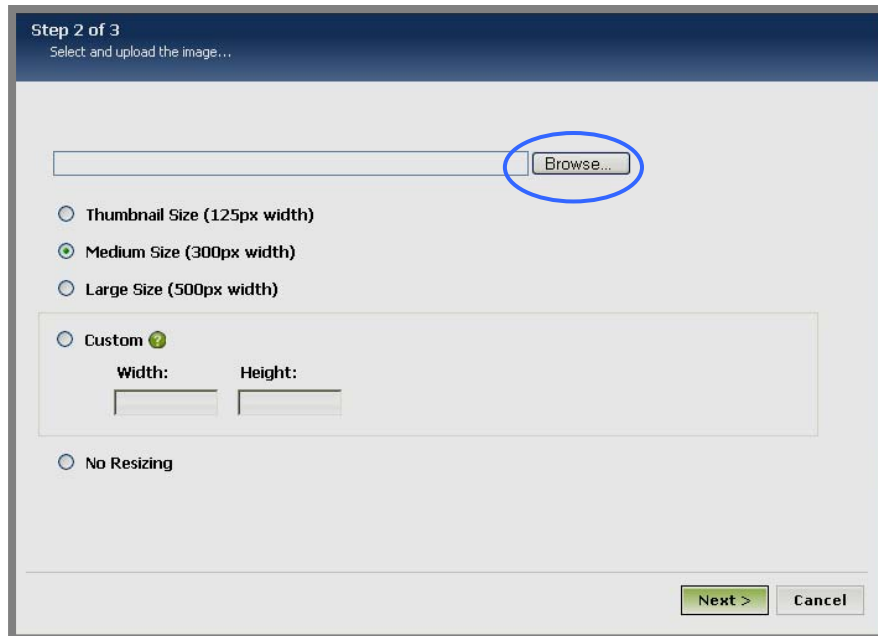 Step 2 of 3
Select and upload the image...
Browse...
Thumbnail Size (125px width)
Medium Size (300px width)
Large Size (500px width)
Custom ?
Width: Height:
No Resizing
Next > Cancel